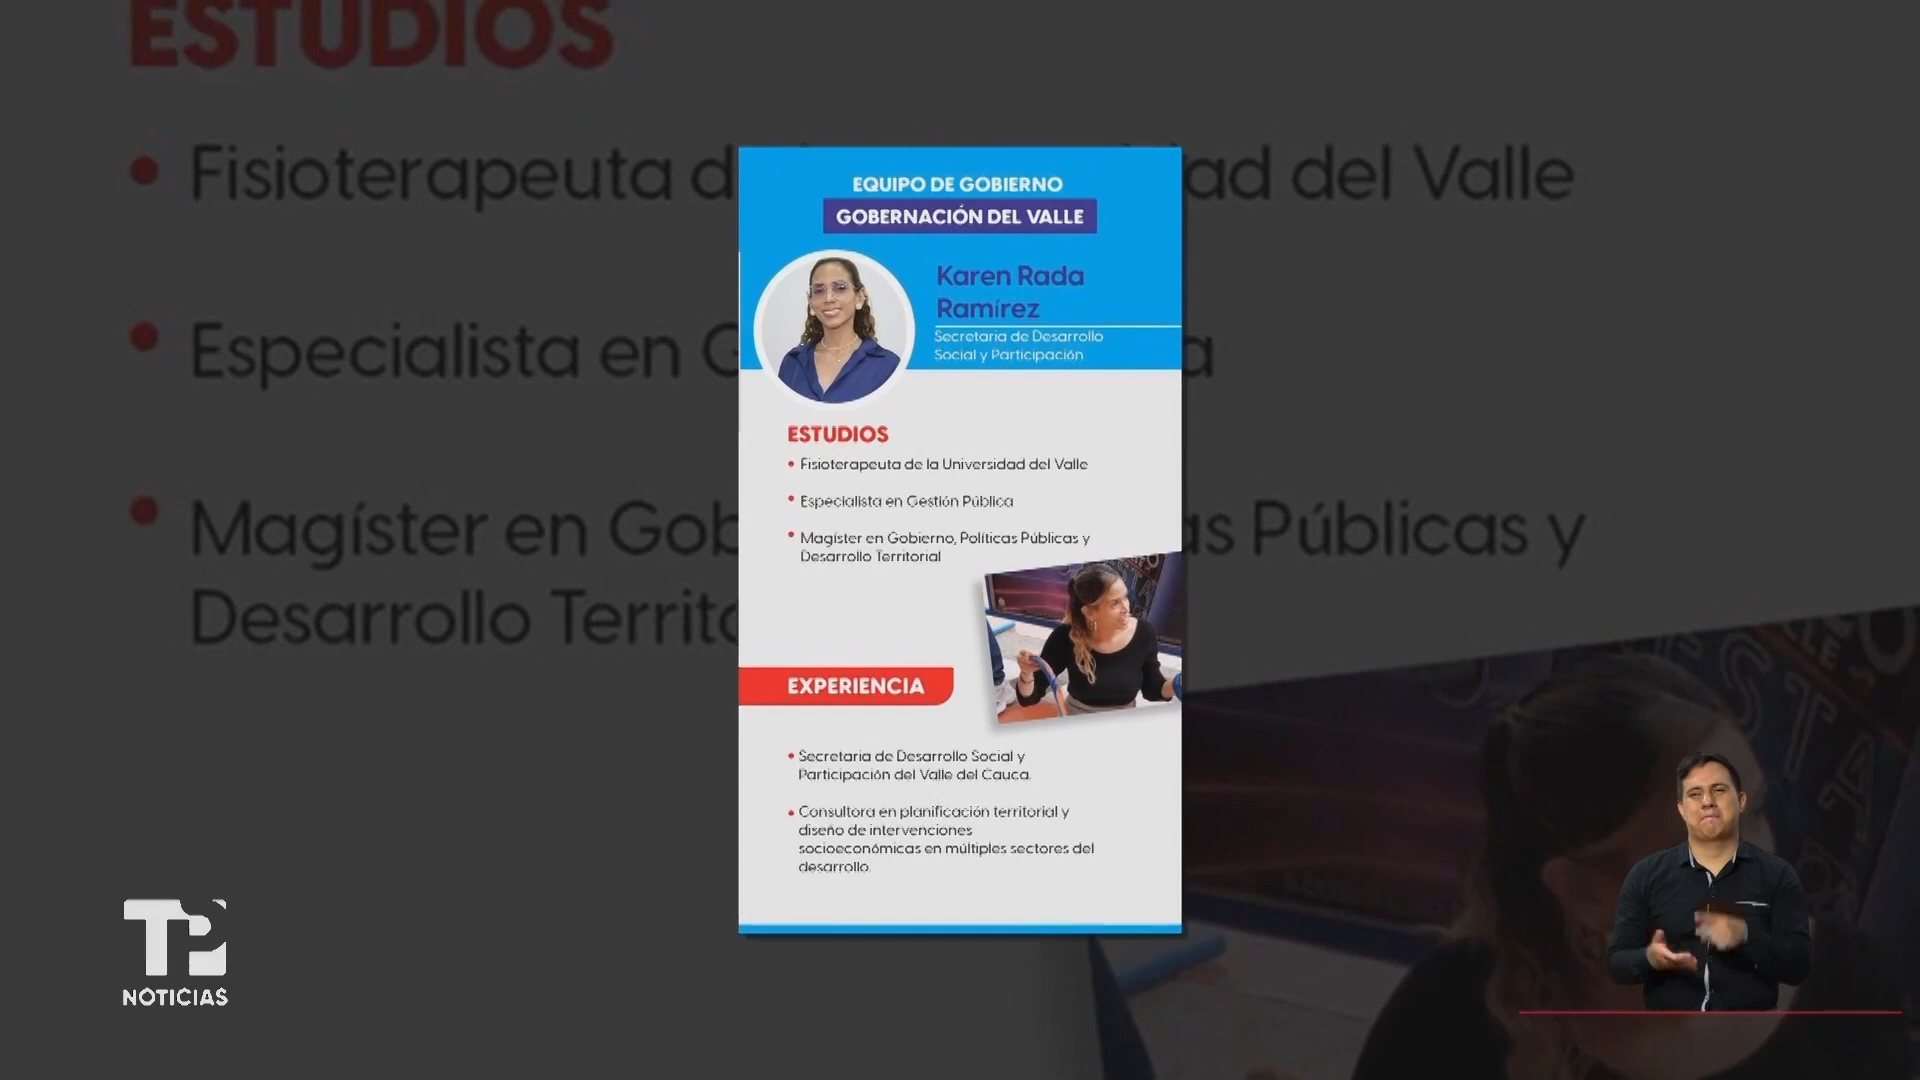 ESTUDIOS
Fisioterapeuta d
ad del Valle
Especialista en G
a
Magíster en Gob
as Públicas y
Desarrollo Territo
EQUIPO DE GOBIERNO
GOBERNACIÓN DEL VALLE
Karen Rada
Ramírez
Secretaria de Desarrollo
Social y Participación
ESTUDIOS
• Fisioterapeuta de la Universidad del Valle
• Especialista en Gestión Pública
• Magíster en Gobierno, Políticas Públicas y
Desarrollo Territorial
EXPERIENCIA
• Secretaria de Desarrollo Social y
Participación del Valle del Cauca.
• Consultora en planificación territorial y
diseño de intervenciones
socioeconómicas en múltiples sectores del
desarrollo.
NOTICIAS